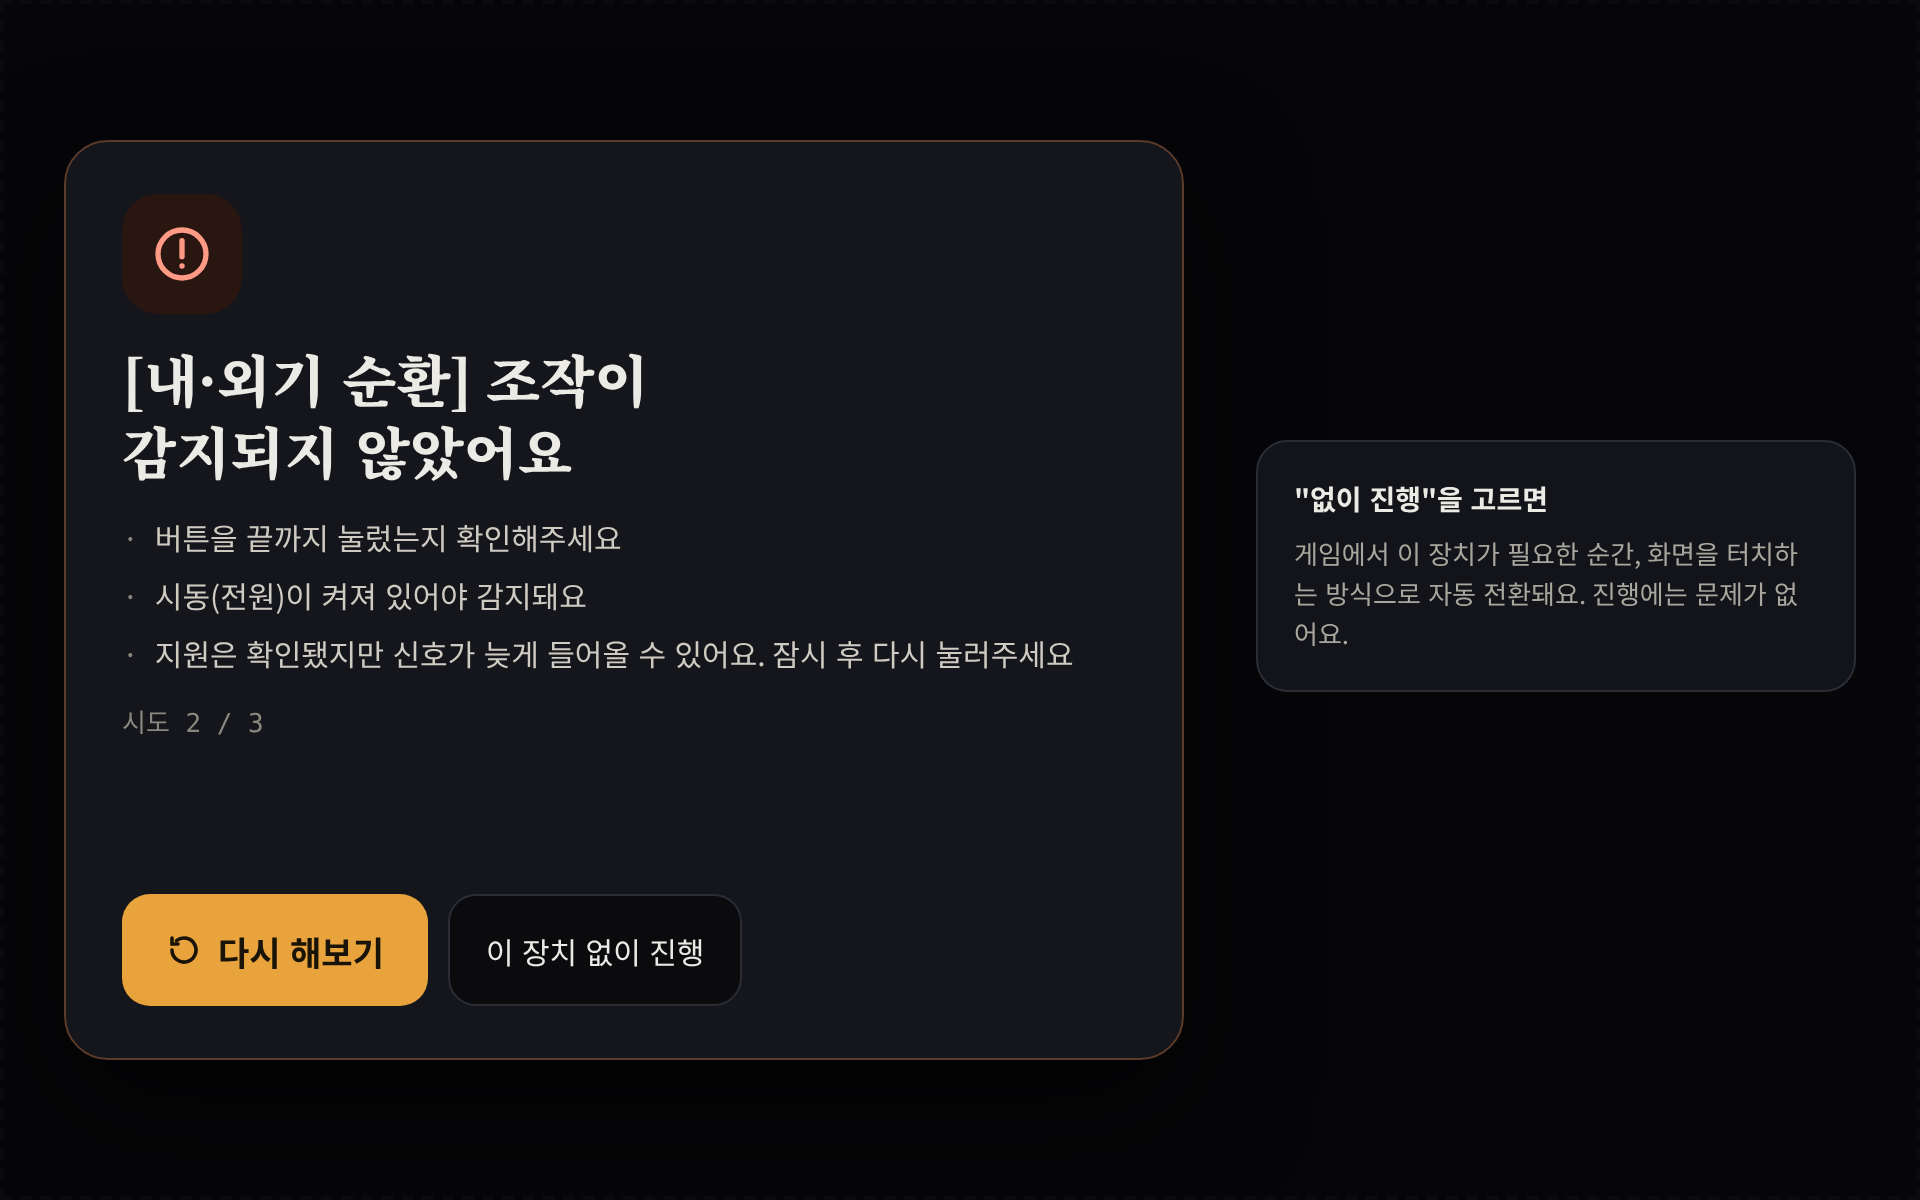 [내·외기 순환] 조작이
감지되지 않았어요
· 버튼을 끝까지 눌렀는지 확인해주세요
· 시동(전원)이 켜져 있어야 감지돼요
· 지원은 확인됐지만 신호가 늦게 들어올 수 있어요. 잠시 후 다시 눌러주세요
시도 2 / 3
다시 해보기
이 장치 없이 진행
"없이 진행"을 고르면
게임에서 이 장치가 필요한 순간, 화면을 터치하
는 방식으로 자동 전환돼요. 진행에는 문제가 없
어요.